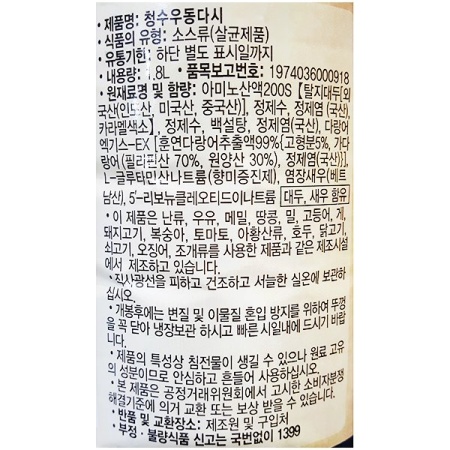 • 제품명: 청수우동다시
• 식품의 유형: 소스류(살균제품)
• 유통기한: 하단 별도 표시일까지
• 내용량: 1.8L • 품목보고번호: 1974036000918
• 원재료명 및 함량: 아미노산액200S【탈지대두[외
국산(인도산, 미국산, 중국산)], 정제수, 정제염(국산),
카라멜색소】, 정제수, 백설탕, 정제염(국산), 다랑어
엑기스-EX [훈연다랑어추출액99%{고형분5%, 가다
랑어(필리핀산 70%, 원양산 30%), 정제염(국산)}],
L-글루타민산나트륨(향미증진제), 염장새우(베트
남산), 5′-리보뉴클레오티드이나트륨 대두, 새우 함유
• 이 제품은 난류, 우유, 메밀, 땅콩, 밀, 고등어, 게,
돼지고기, 복숭아, 토마토, 아황산류, 호두, 닭고기,
쇠고기, 오징어, 조개류를 사용한 제품과 같은 제조시설
에서 제조하고 있습니다.
• 직사광선을 피하고 건조하고 서늘한 실온에 보관하
십시오.
• 개봉후에는 변질 및 이물질 혼입 방지를 위하여 뚜껑
을 꼭 닫아 냉장보관 하시고 빠른 시일내에 드시기 바랍
니다.
• 제품의 특성상 침전물이 생길 수 있으나 원료 고유
의 성분이므로 안심하고 흔들어 사용하십시오.
• 본 제품은 공정거래위원회에서 고시한 소비자분쟁
해결기준에 의거 교환 또는 보상 받을 수 있습니다.
• 반품 및 교환장소: 제조원 및 구입처
• 부정·불량식품 신고는 국번없이 1399